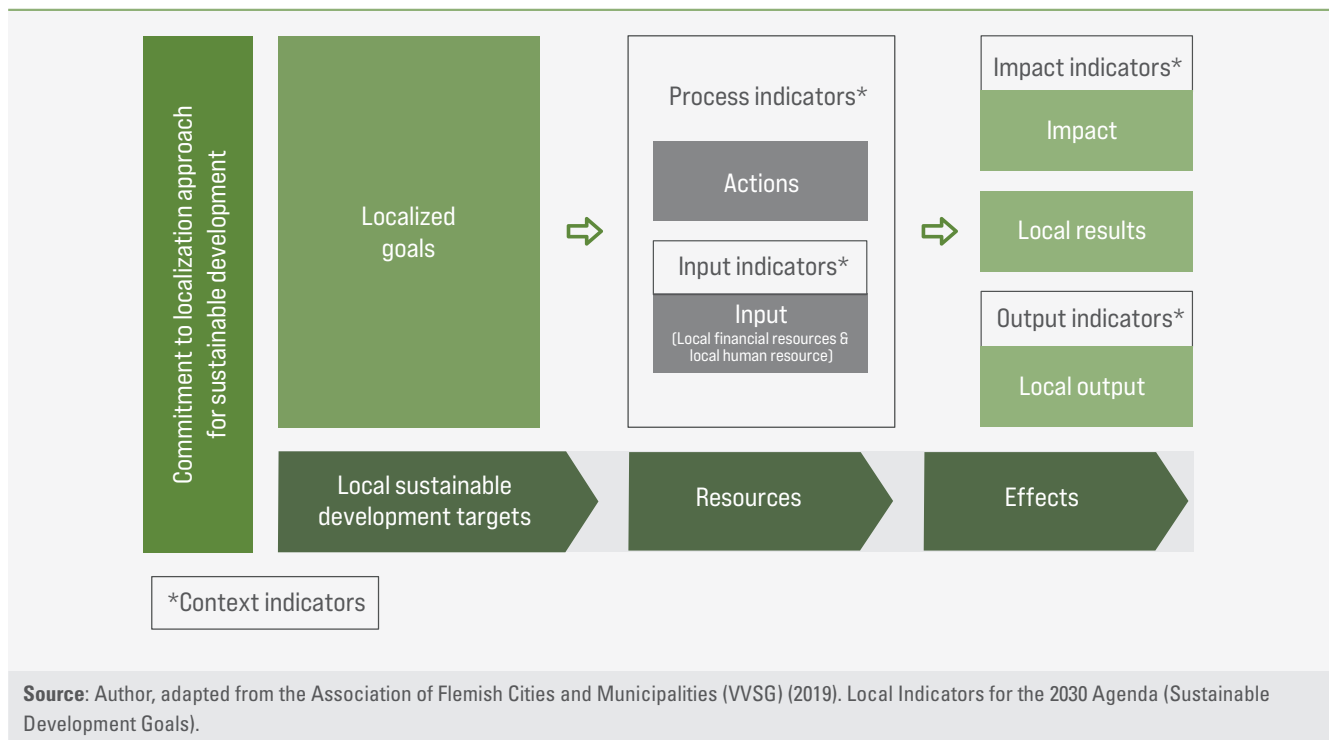 Commitment to localization approach
for sustainable development
Localized
goals
Process indicators*
Actions
Input indicators*
Input
(Local financial resources &
local human resource)
Impact indicators*
Impact
Local results
Output indicators*
Local output
Local sustainable
development targets
Resources
Effects
*Context indicators
Source: Author, adapted from the Association of Flemish Cities and Municipalities (VVSG) (2019). Local Indicators for the 2030 Agenda (Sustainable
Development Goals).